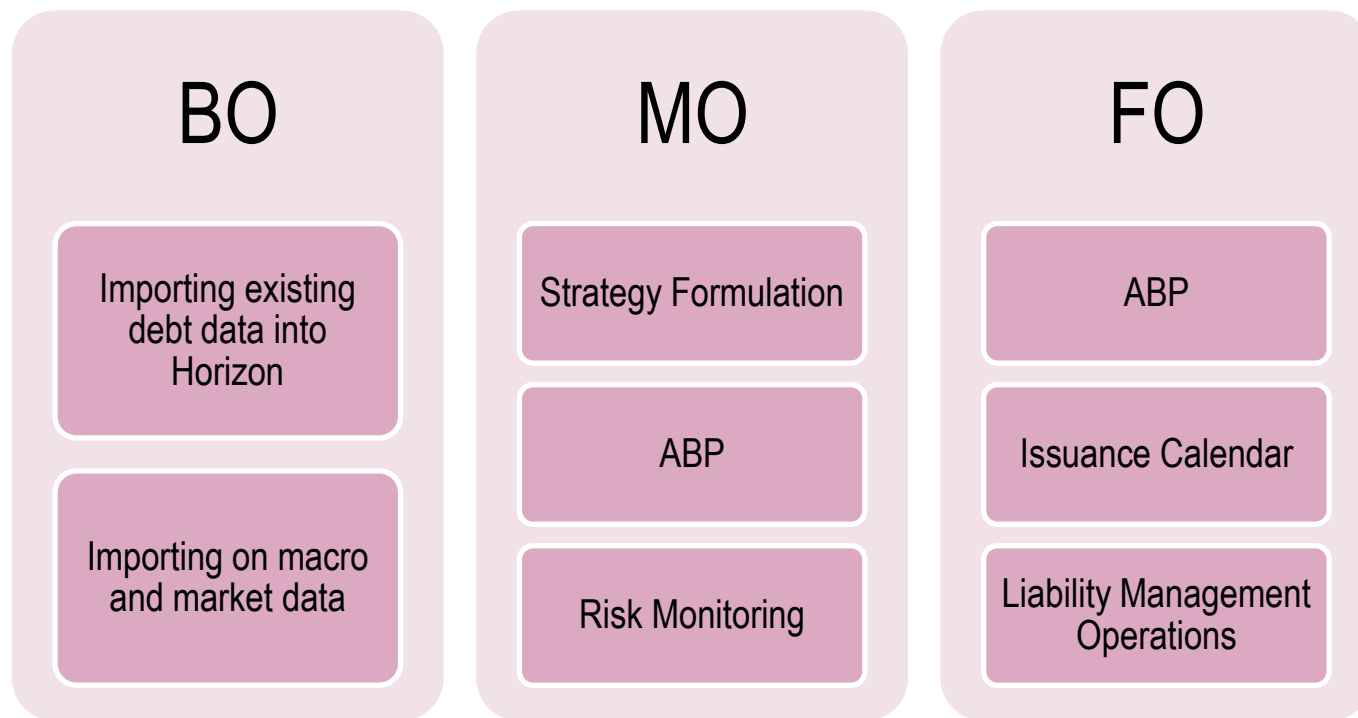 BO
Importing existing
debt data into
Horizon
Importing on macro
and market data
MO
Strategy Formulation
ABP
Risk Monitoring
FO
ABP
Issuance Calendar
Liability Management
Operations